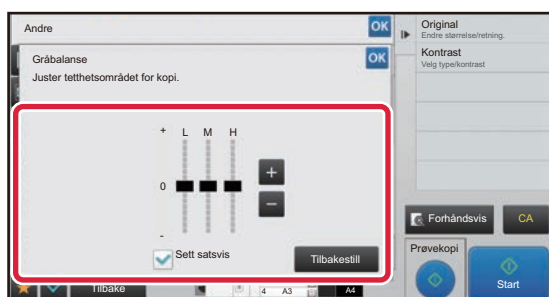 Andre
OK
Gråbalanse
OK
Juster tetthetsområdet for kopi.
+ L M H
0
+
-
-
Sett satsvis
Tilbakestill
Tilbake
4 A3
A4
Original
Endre størrelse/retning.
Kontrast
Velg type/kontrast
Forhåndsvis
CA
Prøvekopi
Start